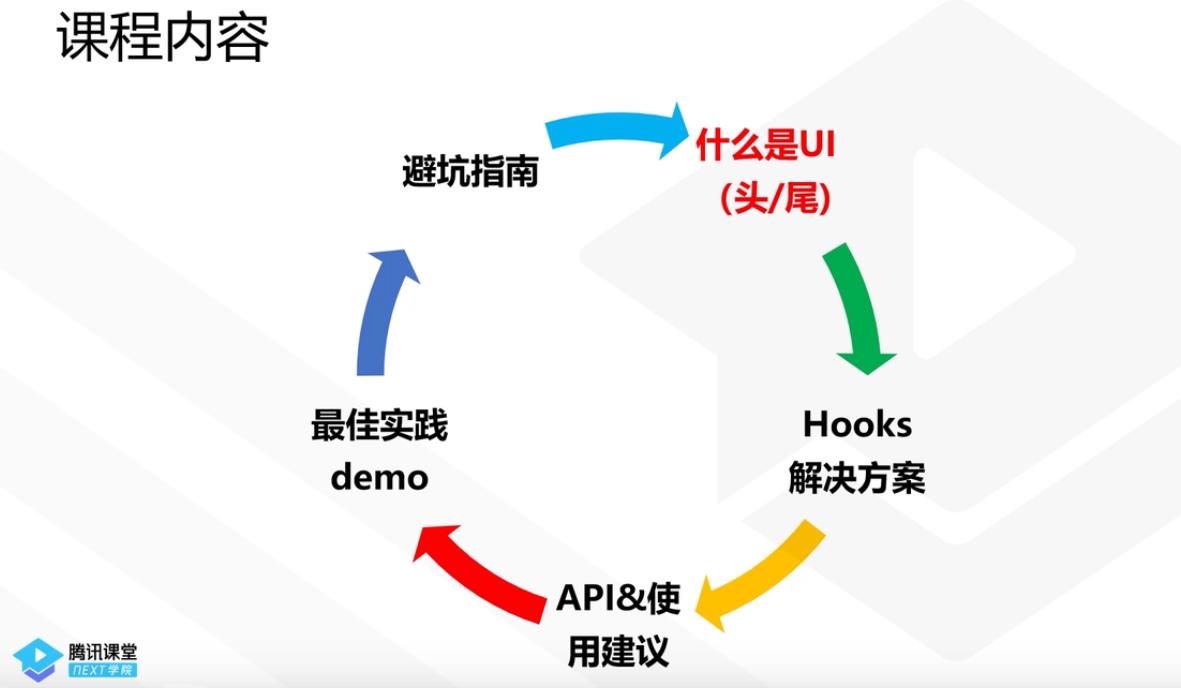 课程内容
什么是UI
(头/尾)
Hooks
解决方案
API&使
用建议
最佳实践
demo
避坑指南
腾讯课堂
NEXT学院